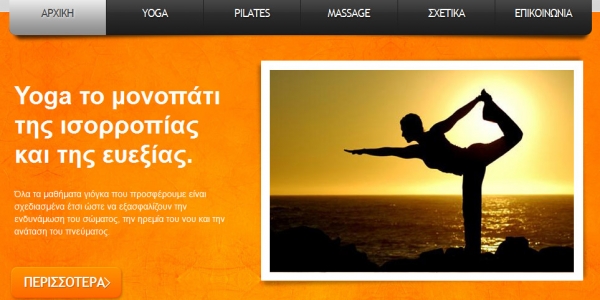 ΑΡΧΙΚΗ YOGA PILATES MASSAGE ΣΧΕΤΙΚΑ ΕΠΙΚΟΙΝΩΝΙΑ
Yoga το μονοπάτι
της ισορροπίας
και της ευεξίας.
Όλα τα μαθήματα γιόγκα που προσφέρουμε είναι
σχεδιασμένα έτσι ώστε να εξασφαλίζουν την
ενδυνάμωση του σώματος, την ηρεμία του νου και την
ανάταση του πνεύματος.
ΠΕΡΙΣΣΟΤΕΡΑ